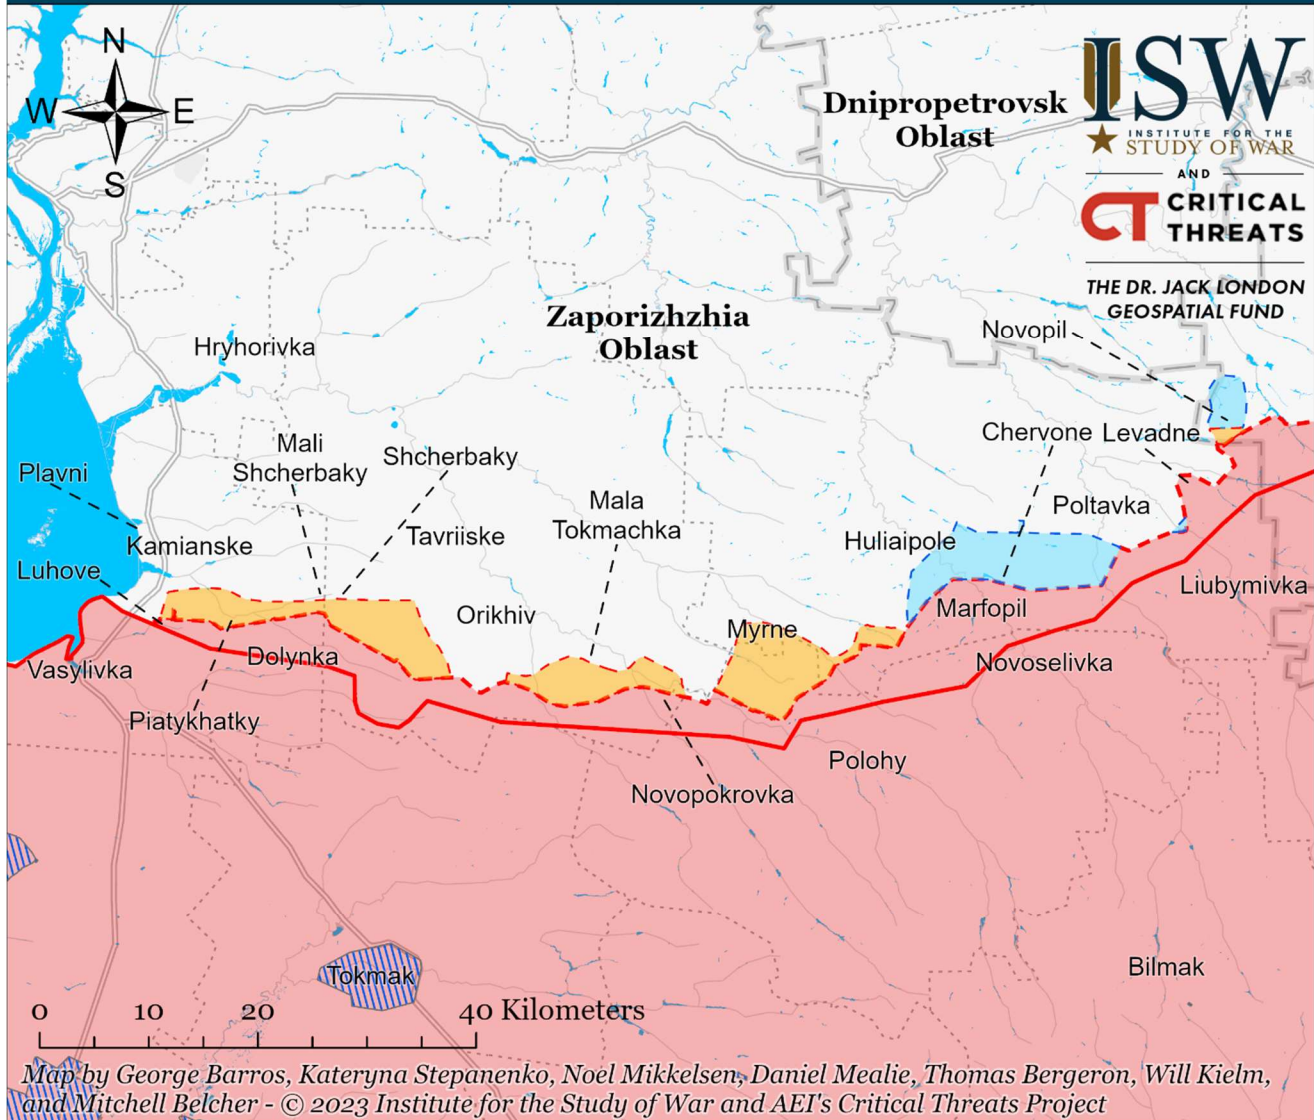 N
W E
S
Dnipropetrovsk
Oblast
ISW
INSTITUTE FOR THE
STUDY OF WAR
AND
CT CRITICAL
THREATS
THE DR. JACK LONDON
GEOSPATIAL FUND
Zaporizhzhia
Oblast
Novopil
Hryhorivka
Chervone
Levadne
Mali
Shcherbaky
Shcherbaky
Plavni
Mala
Tokmachka
Poltavka
Tavriiske
Huliaipole
Kamianske
Luhove
Liubymivka
Marfopil
Orikhiv
Myrne
Dolynka
Novoselivka
Vasylivka
Piatykhatky
Polohy
Novopokrovka
Bilmak
Tokmak
0 10 20 40 Kilometers
Map by George Barros, Kateryna Stepanenko, Noel Mikkelsen, Daniel Mealie, Thomas Bergeron, Will Kielm,
and Mitchell Belcher - © 2023 Institute for the Study of War and AEI's Critical Threats Project